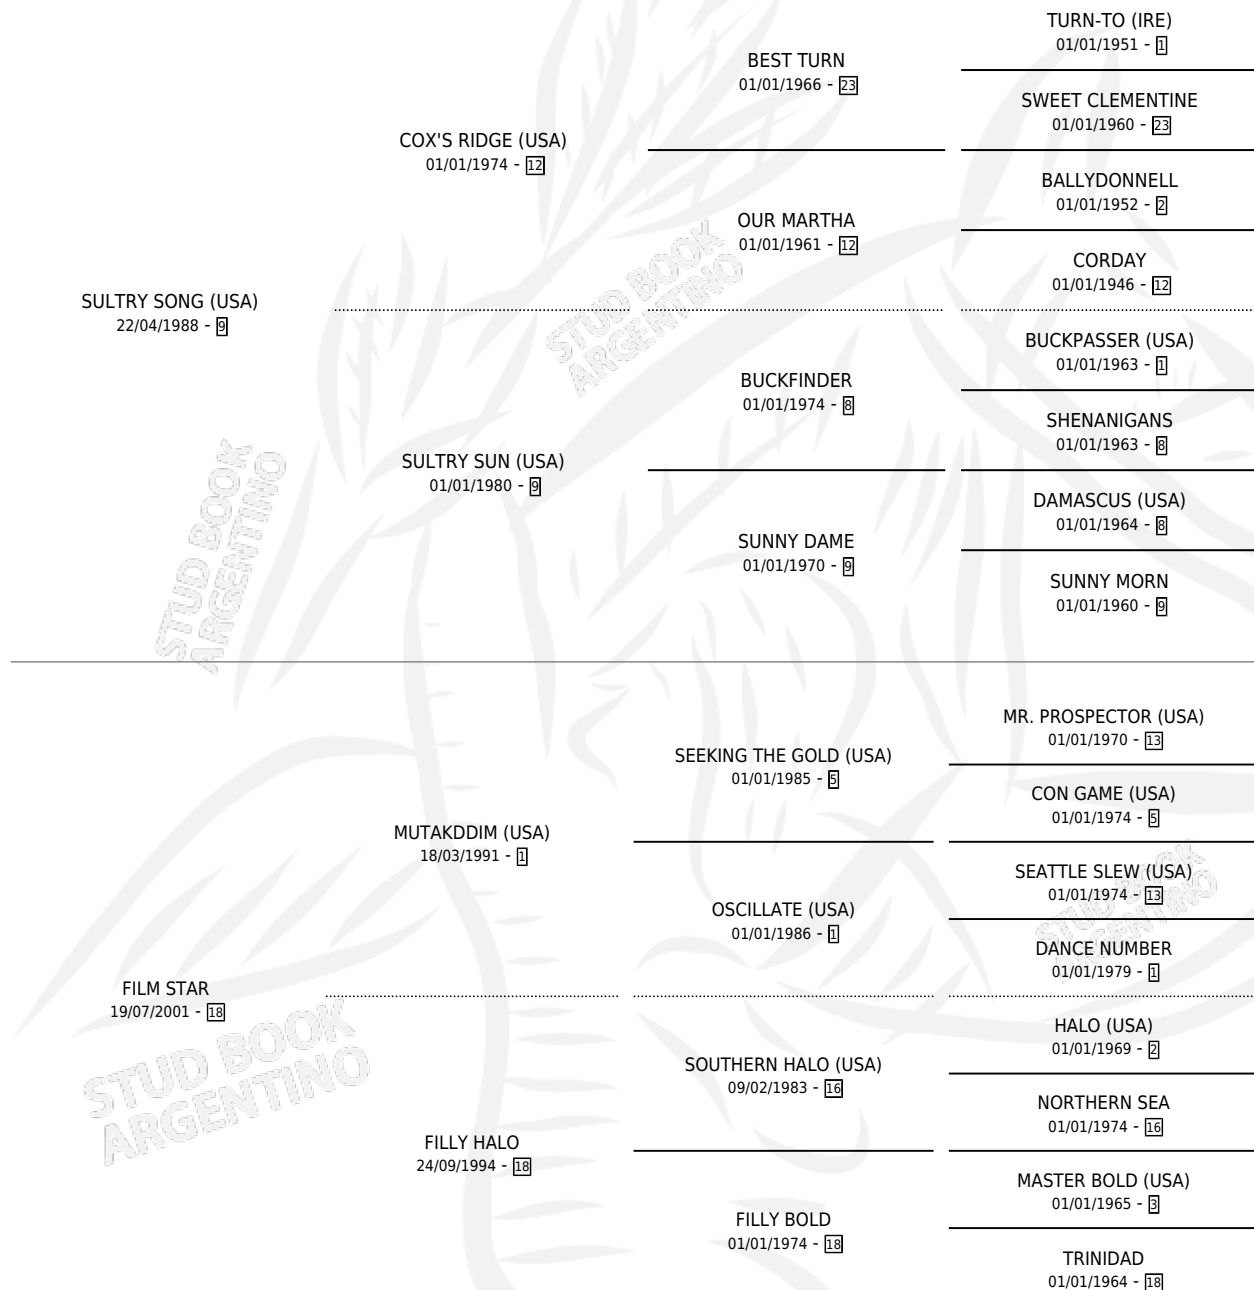 TURN-TO (IRE)
01/01/1951 - 1
BEST TURN
01/01/1966 - 23
SWEET CLEMENTINE
01/01/1960 - 23
COX'S RIDGE (USA)
01/01/1974 - 12
BALLYDONNELL
01/01/1952 - 2
OUR MARTHA
01/01/1961 - 12
CORDAY
01/01/1946 - 12
SULTRY SONG (USA)
22/04/1988 - 9
BUCKPASSER (USA)
01/01/1963 - 1
BUCKFINDER
01/01/1974 - 8
SHENANIGANS
01/01/1963 - 8
SULTRY SUN (USA)
01/01/1980 - 9
DAMASCUS (USA)
01/01/1964 - 8
SUNNY DAME
01/01/1970 - 9
SUNNY MORN
01/01/1960 - 9
MR. PROSPECTOR (USA)
01/01/1970 - 13
SEEKING THE GOLD (USA)
01/01/1985 - 5
CON GAME (USA)
01/01/1974 - 5
MUTAKDDIM (USA)
18/03/1991 - 1
SEATTLE SLEW (USA)
01/01/1974 - 13
OSCILLATE (USA)
01/01/1986 - 1
DANCE NUMBER
01/01/1979 - 1
FILM STAR
19/07/2001 - 18
HALO (USA)
01/01/1969 - 2
SOUTHERN HALO (USA)
09/02/1983 - 16
NORTHERN SEA
01/01/1974 - 16
FILLY HALO
24/09/1994 - 18
MASTER BOLD (USA)
01/01/1965 - 3
FILLY BOLD
01/01/1974 - 18
TRINIDAD
01/01/1964 - 18
STUD BOOK
ARGENTINO
STUD BOOK
ARGENTINO
STUD BOOK
ARGENTINO
STUD BOOK
ARGENTINO